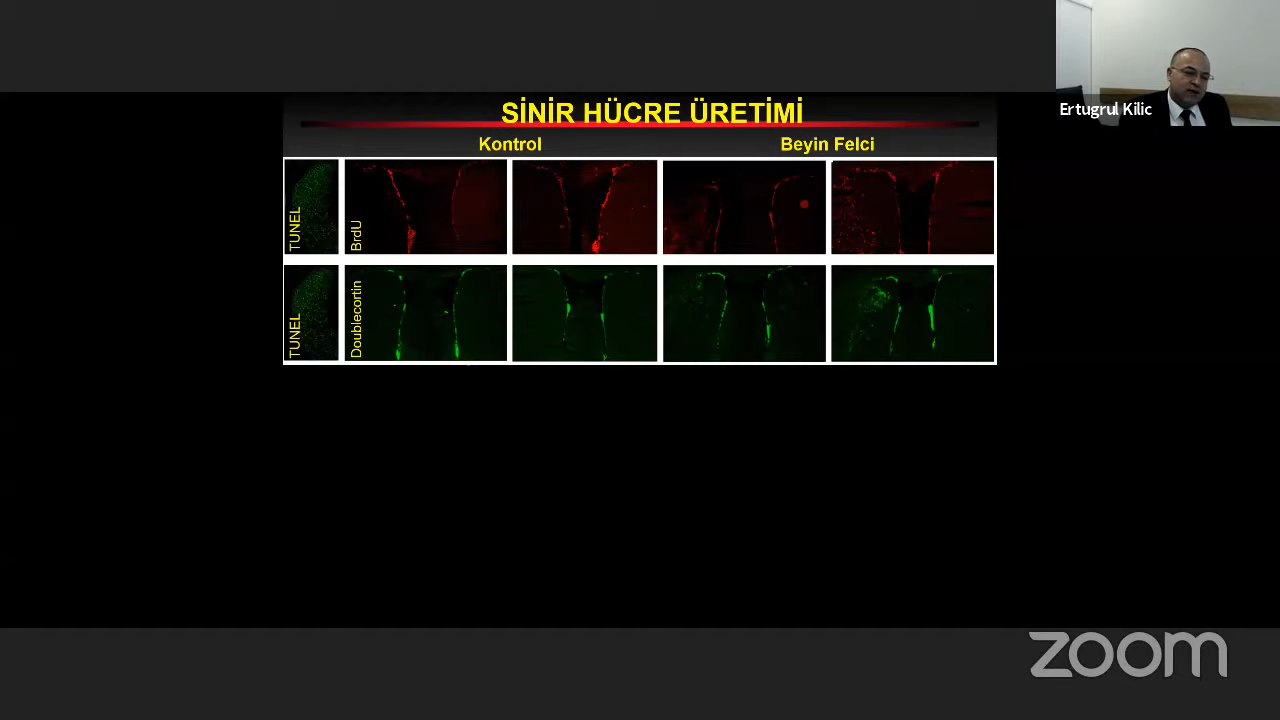 Ertugrul Kilic
SİNİR HÜCRE ÜRETİMİ
Kontrol
Beyin Felci
TUNEL
BrdU
TUNEL
Doublecortin
zoom